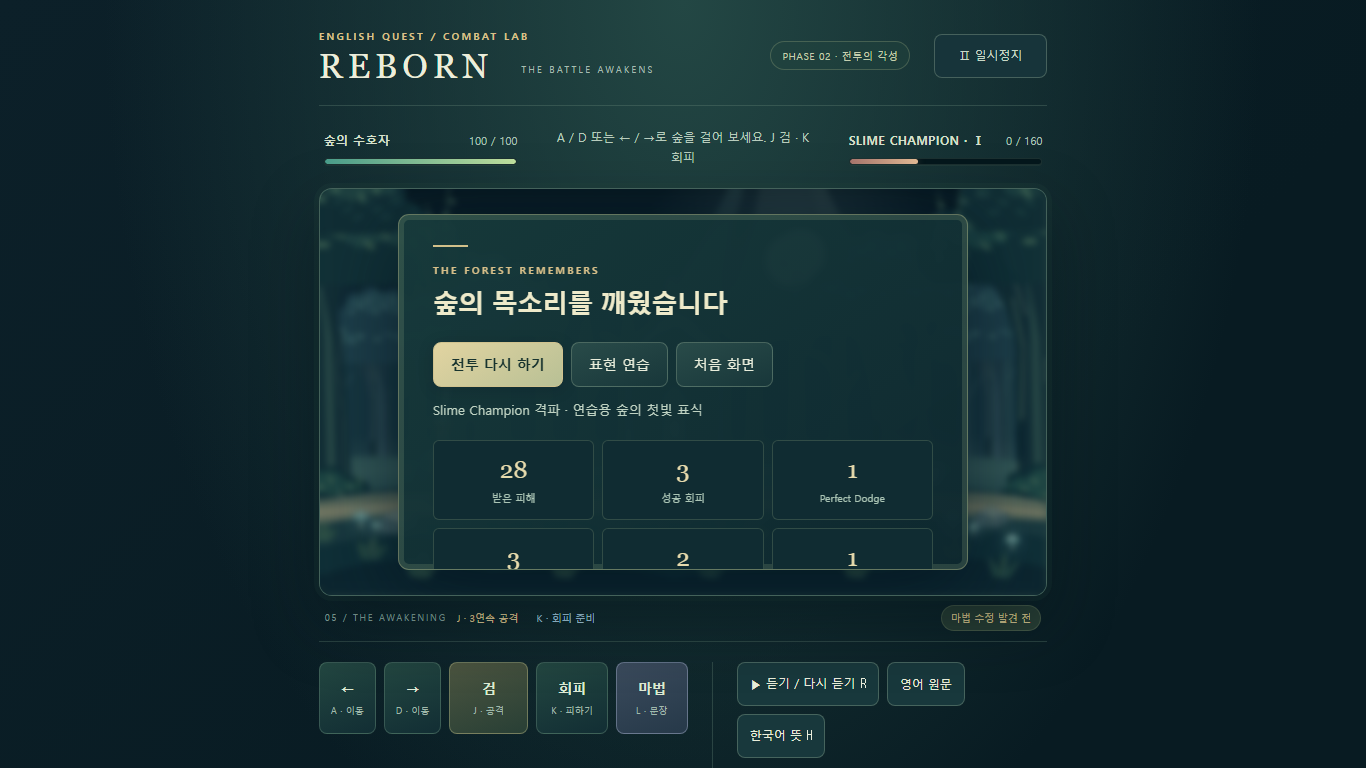 ENGLISH QUEST / COMBAT LAB
REBORN
THE BATTLE AWAKENS
PHASE 02 · 전투의 각성
Ⅱ 일시정지
숲의 수호자
100 / 100
A / D 또는 ← / →로 숲을 걸어 보세요. J 검 · K
회피
SLIME CHAMPION · I
0 / 160
THE FOREST REMEMBERS
숲의 목소리를 깨웠습니다
전투 다시 하기
표현 연습
처음 화면
Slime Champion 격파 · 연습용 숲의 첫빛 표식
28
받은 피해
3
성공 회피
1
Perfect Dodge
3
2
1
05 / THE AWAKENING
J · 3연속 공격
K · 회피 준비
마법 수정 발견 전
←
A · 이동
→
D · 이동
검
J · 공격
회피
K · 피하기
마법
L · 문장
▶ 듣기 / 다시 듣기 R
영어 원문
한국어 뜻 H